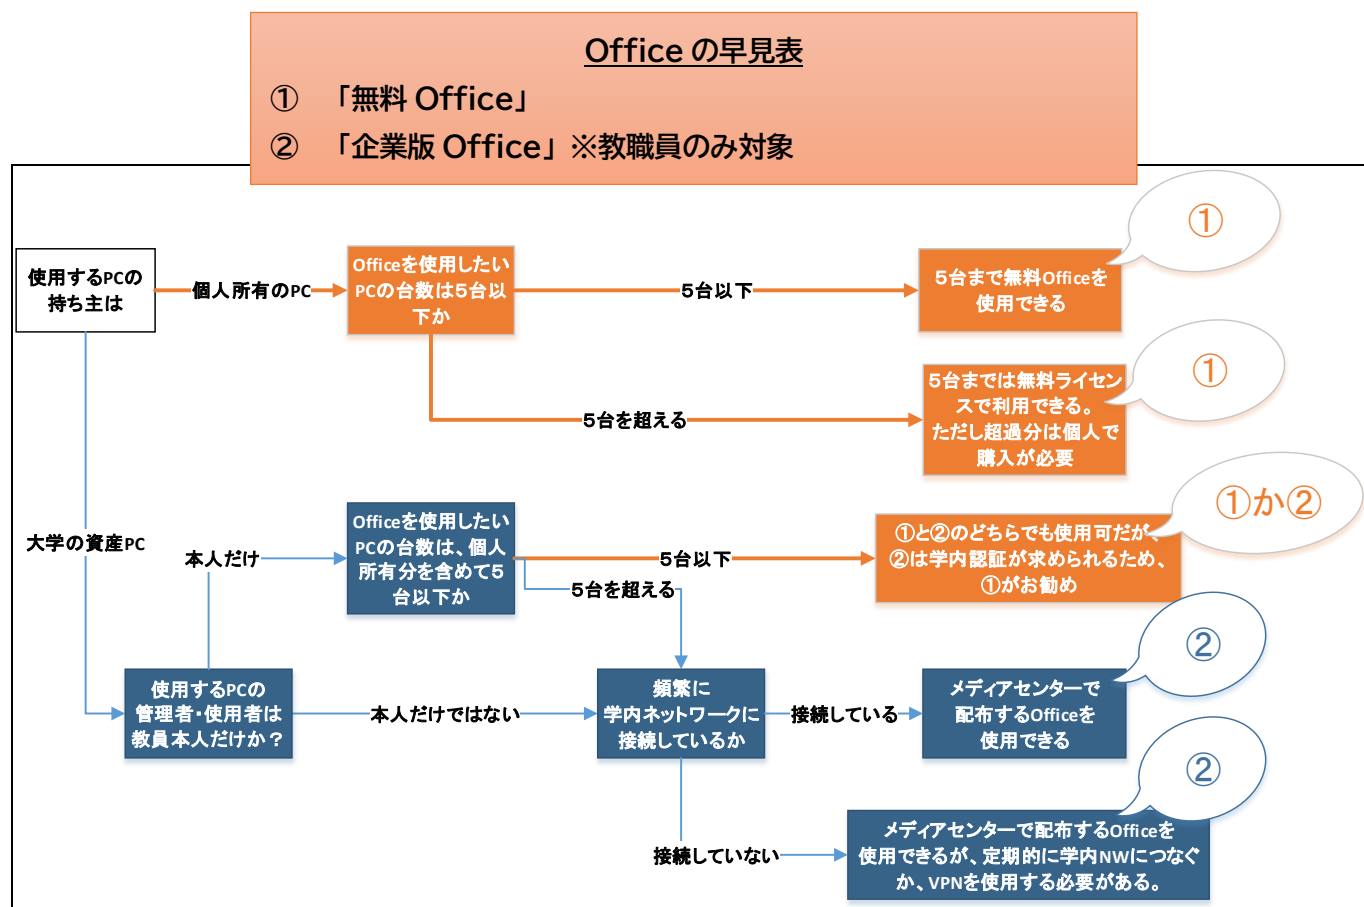 Officeの早見表
① 「無料 Office」
② 「企業版 Office」※教職員のみ対象
使用するPCの
持ち主は
個人所有のPC
Officeを使用したい
PCの台数は5台以
下か
5台以下
5台まで無料Officeを
使用できる
①
5台を超える
5台までは無料ライセン
スで利用できる。
ただし超過分は個人で
購入が必要
①
大学の資産PC
本人だけ
Officeを使用したい
PCの台数は、個人
所有分を含めて5
台以下か
5台以下
①と②のどちらでも使用可だが、
②は学内認証が求められるため、
①がお勧め
①か②
5台を超える
使用するPCの
管理者・使用者は
教員本人だけか?
本人だけではない
頻繁に
学内ネットワークに
接続しているか
接続している
メディアセンターで
配布するOfficeを
使用できる
②
接続していない
メディアセンターで配布するOfficeを
使用できるが、定期的に学内NWにつなぐ
か、VPNを使用する必要がある。
②